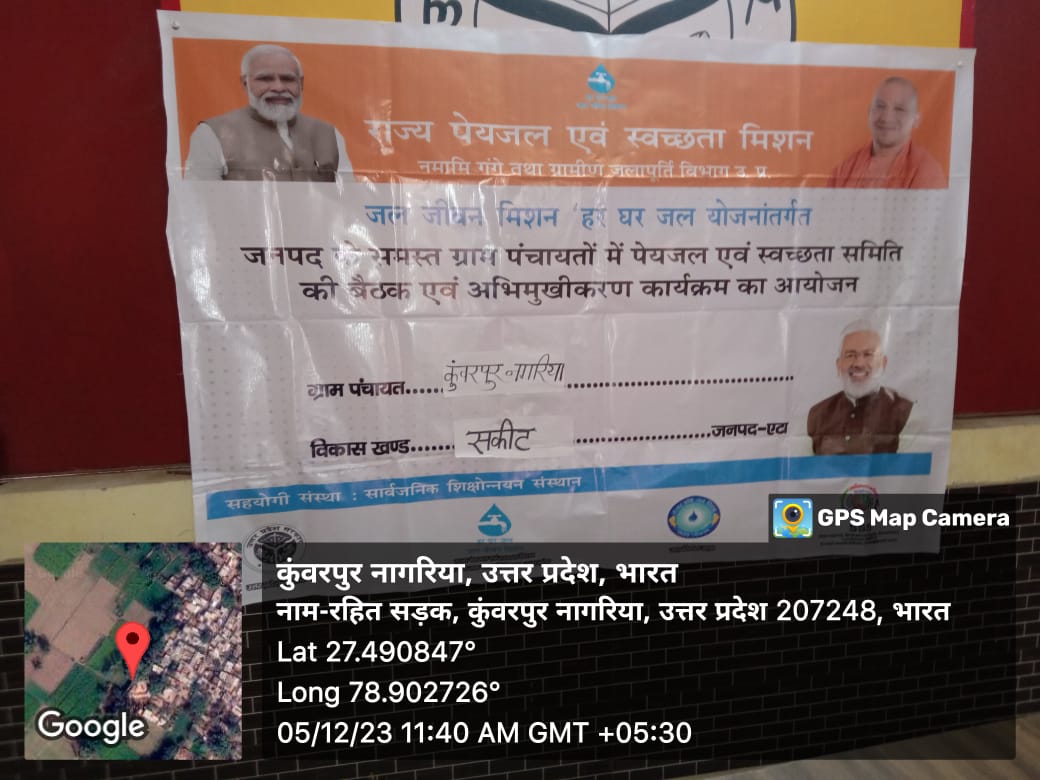 राज्य पेयजल एवं स्वच्छता मिशन
नमामि गंगे तथा ग्रामीण जलापूर्ति विभाग उ. प्र.
जल जीवन मिशन 'हर घर जल योजनांतर्गत
जनपद के समस्त ग्राम पंचायतों में पेयजल एवं स्वच्छता समिति
की बैठक एवं अभिमुखीकरण कार्यक्रम का आयोजन
ग्राम पंचायत......कुंवरपुर नागरिया........................................
विकास खण्ड.......सकीट........................जनपद-एटा
सहयोगी संस्था : सार्वजनिक शिक्षोन्नयन संस्थान
GPS Map Camera
कुंवरपुर नागरिया, उत्तर प्रदेश, भारत
नाम-रहित सड़क, कुंवरपुर नागरिया, उत्तर प्रदेश 207248, भारत
Lat 27.490847°
Long 78.902726°
05/12/23 11:40 AM GMT +05:30
Google